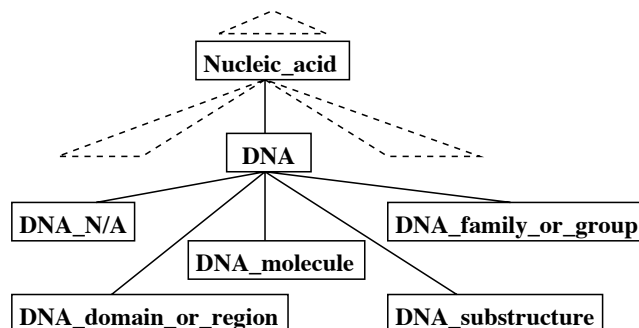 Nucleic_acid
DNA
DNA_N/A
DNA_family_or_group
DNA_molecule
DNA_domain_or_region
DNA_substructure